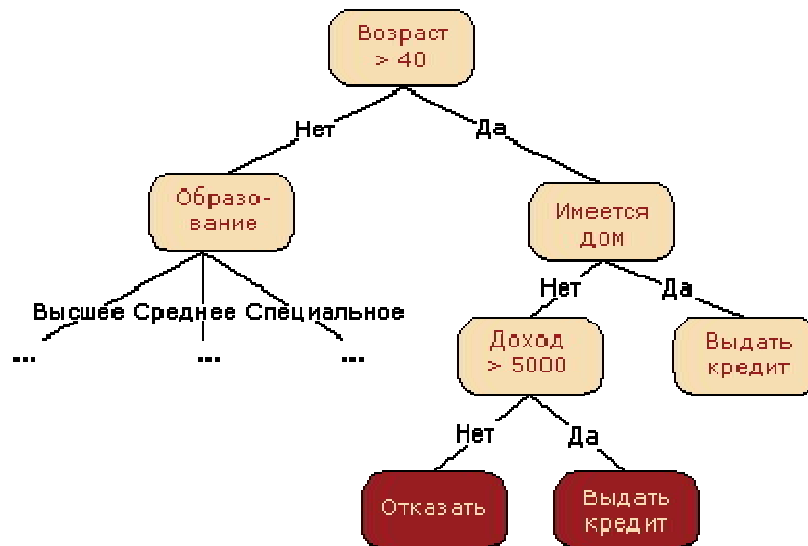 Возраст
> 40
Нет
Да
Образо-
вание
Имеется
дом
Высшее Среднее Специальное
... ... ...
Нет
Да
Доход
> 5000
Выдать
кредит
Нет
Да
Отказать
Выдать
кредит